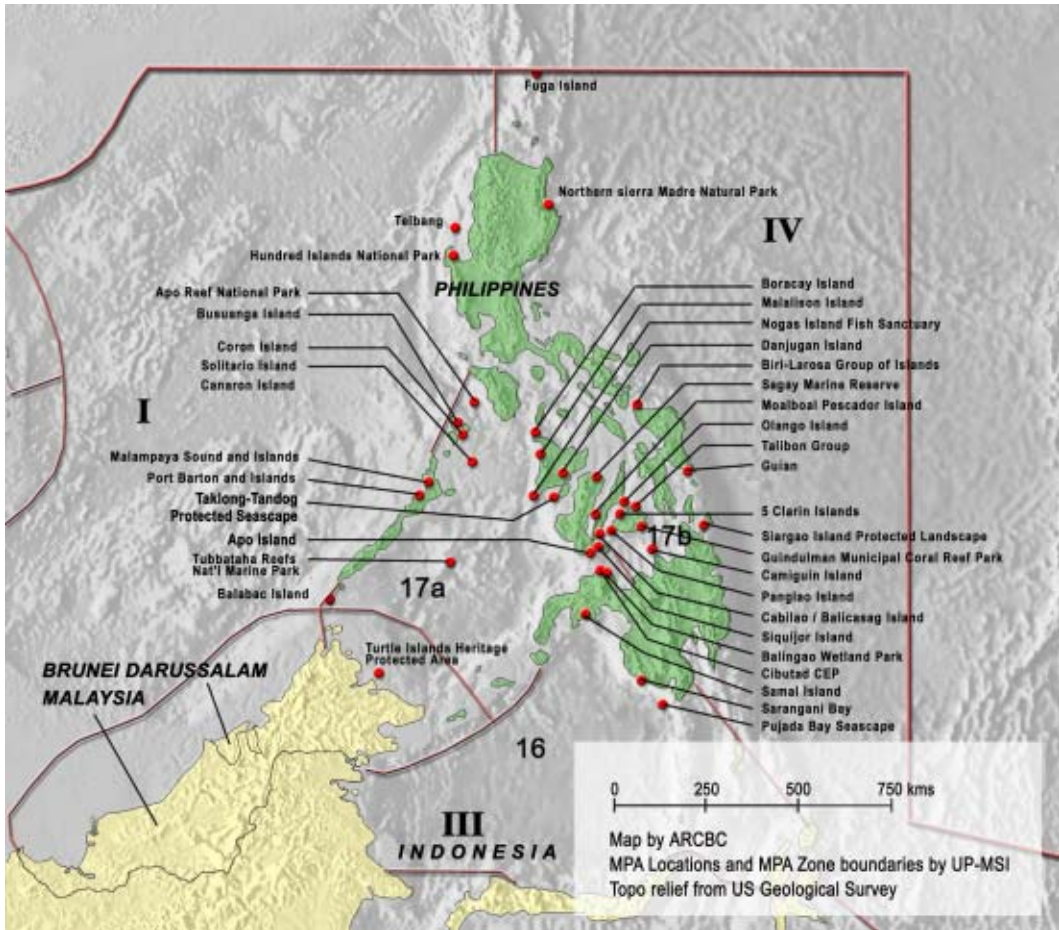 Fuga Island
Northern sierra Madre Natural Park
Telbang
IV
Hundred Islands National Park
PHILIPPINES
Apo Reef National Park
Busuanga Island
Coron Island
Solitario Island
Canaron Island
I
Malampaya Sound and Islands
Port Barton and Islands
Taklong-Tandog
Protected Seascape
Apo Island
Tubbataha Reefs
Nat'l Marine Park
Balabac Island
17a
Boracay Island
Malalison Island
Nogas Island Fish Sanctuary
Danjugan Island
Biri-Larosa Group of Islands
Sagay Marine Reserve
Moalboal Pescador Island
Olango Island
Talibon Group
Guian
5 Clarin Islands
17b
Siargao Island Protected Landscape
Guindulman Municipal Coral Reef Park
Camiguin Island
Panglao Island
Cabilao / Balicasag Island
Siquijor Island
Balingao Wetland Park
Cibutad CEP
Samal Island
Sarangani Bay
Pujada Bay Seascape
Turtle Islands Heritage
Protected Area
BRUNEI DARUSSALAM
MALAYSIA
16
III
INDONESIA
0 250 500 750 kms
Map by ARCBC
MPA Locations and MPA Zone boundaries by UP-MSI
Topo relief from US Geological Survey